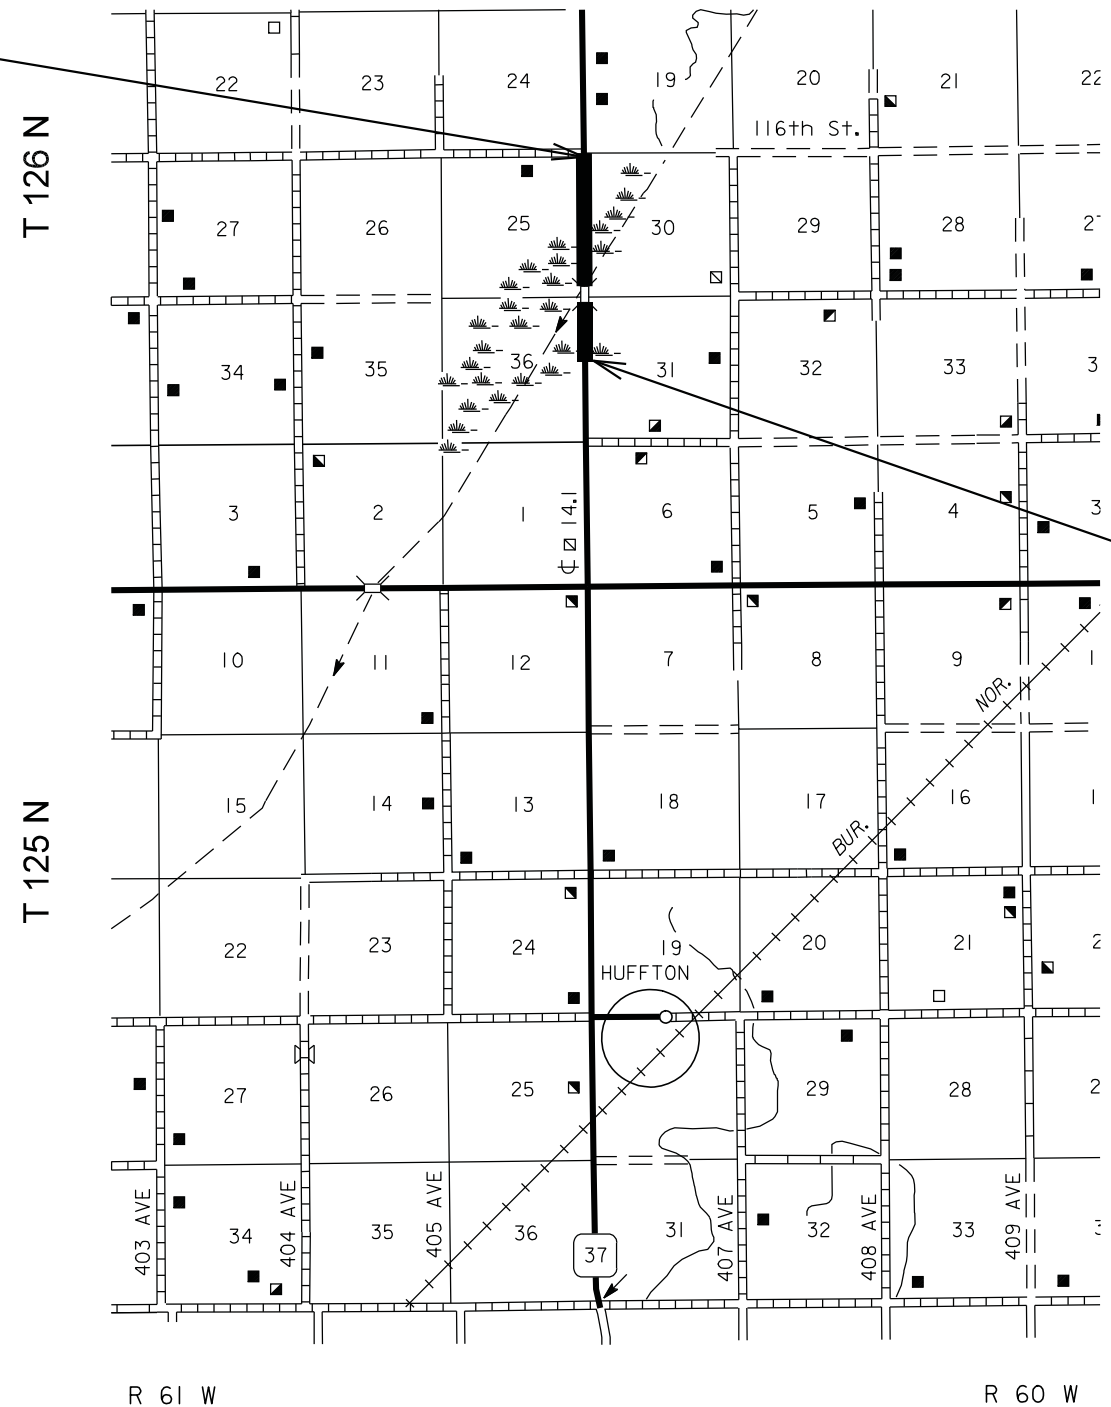 T 126 N
22 23 24 19 20 21 22
116th St.
27 26 25 30 29 28 27
34 35 36 31 32 33
3 2 1 6 5 4 3
14.1
10 11 12 7 8 9
NOR.
15 14 13 18 17 16
BUR.
T 125 N
22 23 24 19 20 21
HUFFTON
27 26 25 29 28
34 35 36 31 32 33
403 AVE
404 AVE
405 AVE
407 AVE
408 AVE
409 AVE
37
R 61 W
R 60 W